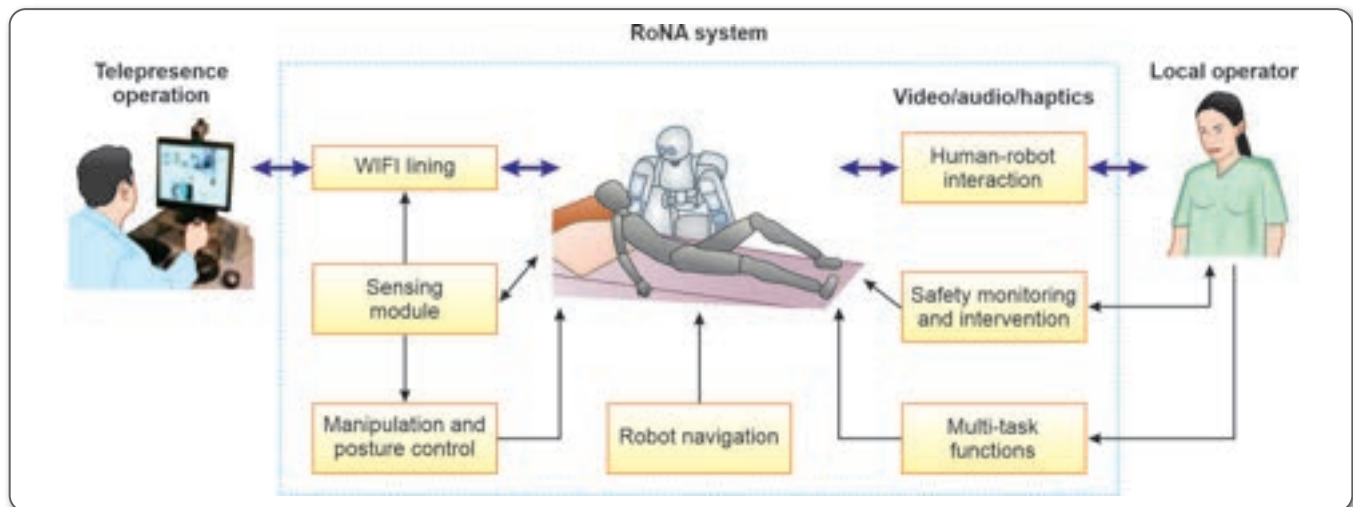 RoNA system
Telepresence
operation
Video/audio/haptics
Local operator
WIFI lining
Human-robot
interaction
Sensing
module
Safety monitoring
and intervention
Manipulation and
posture control
Robot navigation
Multi-task
functions